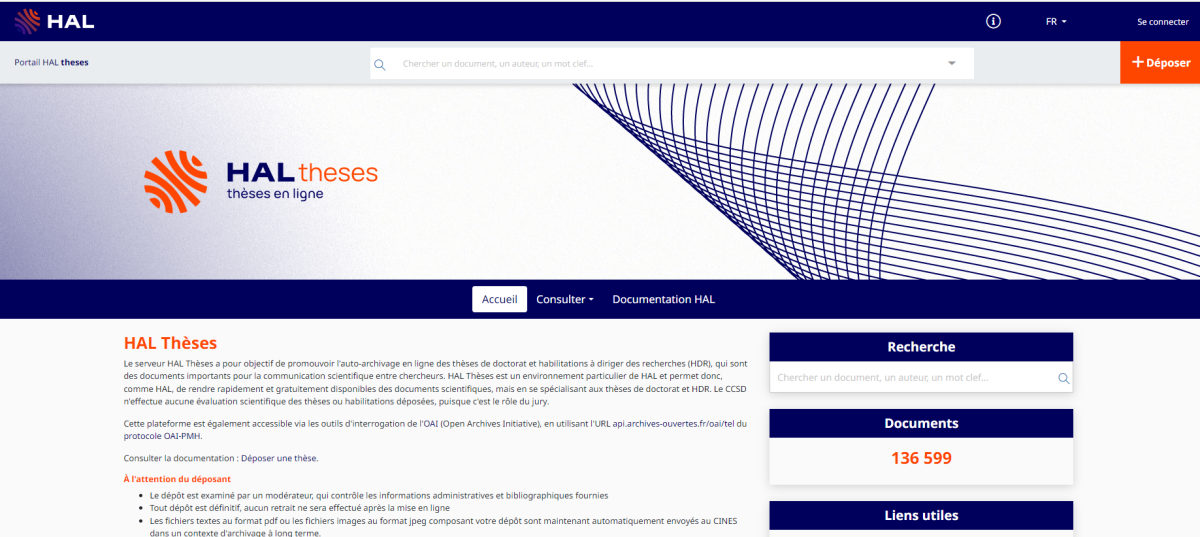 HAL
FR
Se connecter
Portail HAL theses
Chercher un document, un auteur, un mot clef...
+ Déposer
HAL theses
thèses en ligne
Accueil
Consulter
Documentation HAL
HAL Thèses
Le serveur HAL Thèses a pour objectif de promouvoir l'auto-archivage en ligne des thèses de doctorat et habilitations à diriger des recherches (HDR), qui sont
des documents importants pour la communication scientifique entre chercheurs. HAL Thèses est un environnement particulier de HAL et permet donc,
comme HAL, de rendre rapidement et gratuitement disponibles des documents scientifiques, mais en se spécialisant aux thèses de doctorat et HDR. Le CCSD
n'effectue aucune évaluation scientifique des thèses ou habilitations déposées, puisque c'est le rôle du jury.
Cette plateforme est également accessible via les outils d'interrogation de l'OAI (Open Archives Initiative), en utilisant l'URL api.archives-ouvertes.fr/oai/tel du
protocole OAI-PMH.
Consulter la documentation : Déposer une thèse.
À l'attention du déposant
• Le dépôt est examiné par un modérateur, qui contrôle les informations administratives et bibliographiques fournies
• Tout dépôt est définitif, aucun retrait ne sera effectué après la mise en ligne
• Les fichiers textes au format pdf ou les fichiers images au format jpeg composant votre dépôt sont maintenant automatiquement envoyés au CINES
dans un contexte d'archivage à long terme.
Recherche
Chercher un document, un auteur, un mot clef...
Documents
136 599
Liens utiles